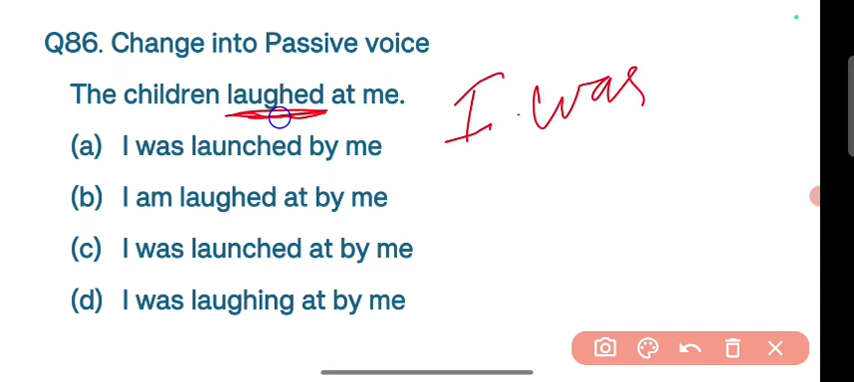 Q86. Change into Passive voice
The children laughed at me.
I was
(a) I was launched by me
(b) I am laughed at by me
(c) I was launched at by me
(d) I was laughing at by me